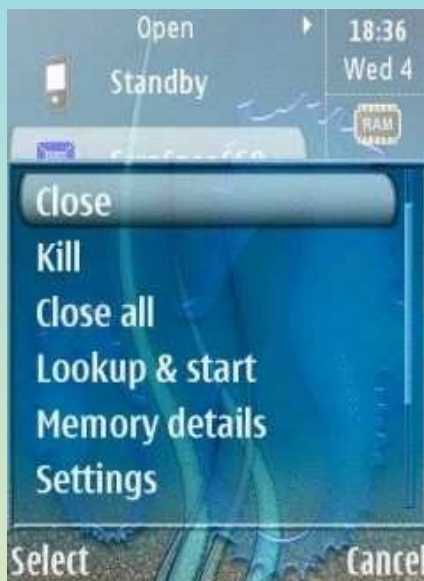 Open
18:36
Wed 4
Standby
RAM
Close
Kill
Close all
Lookup & start
Memory details
Settings
Select
Cancel